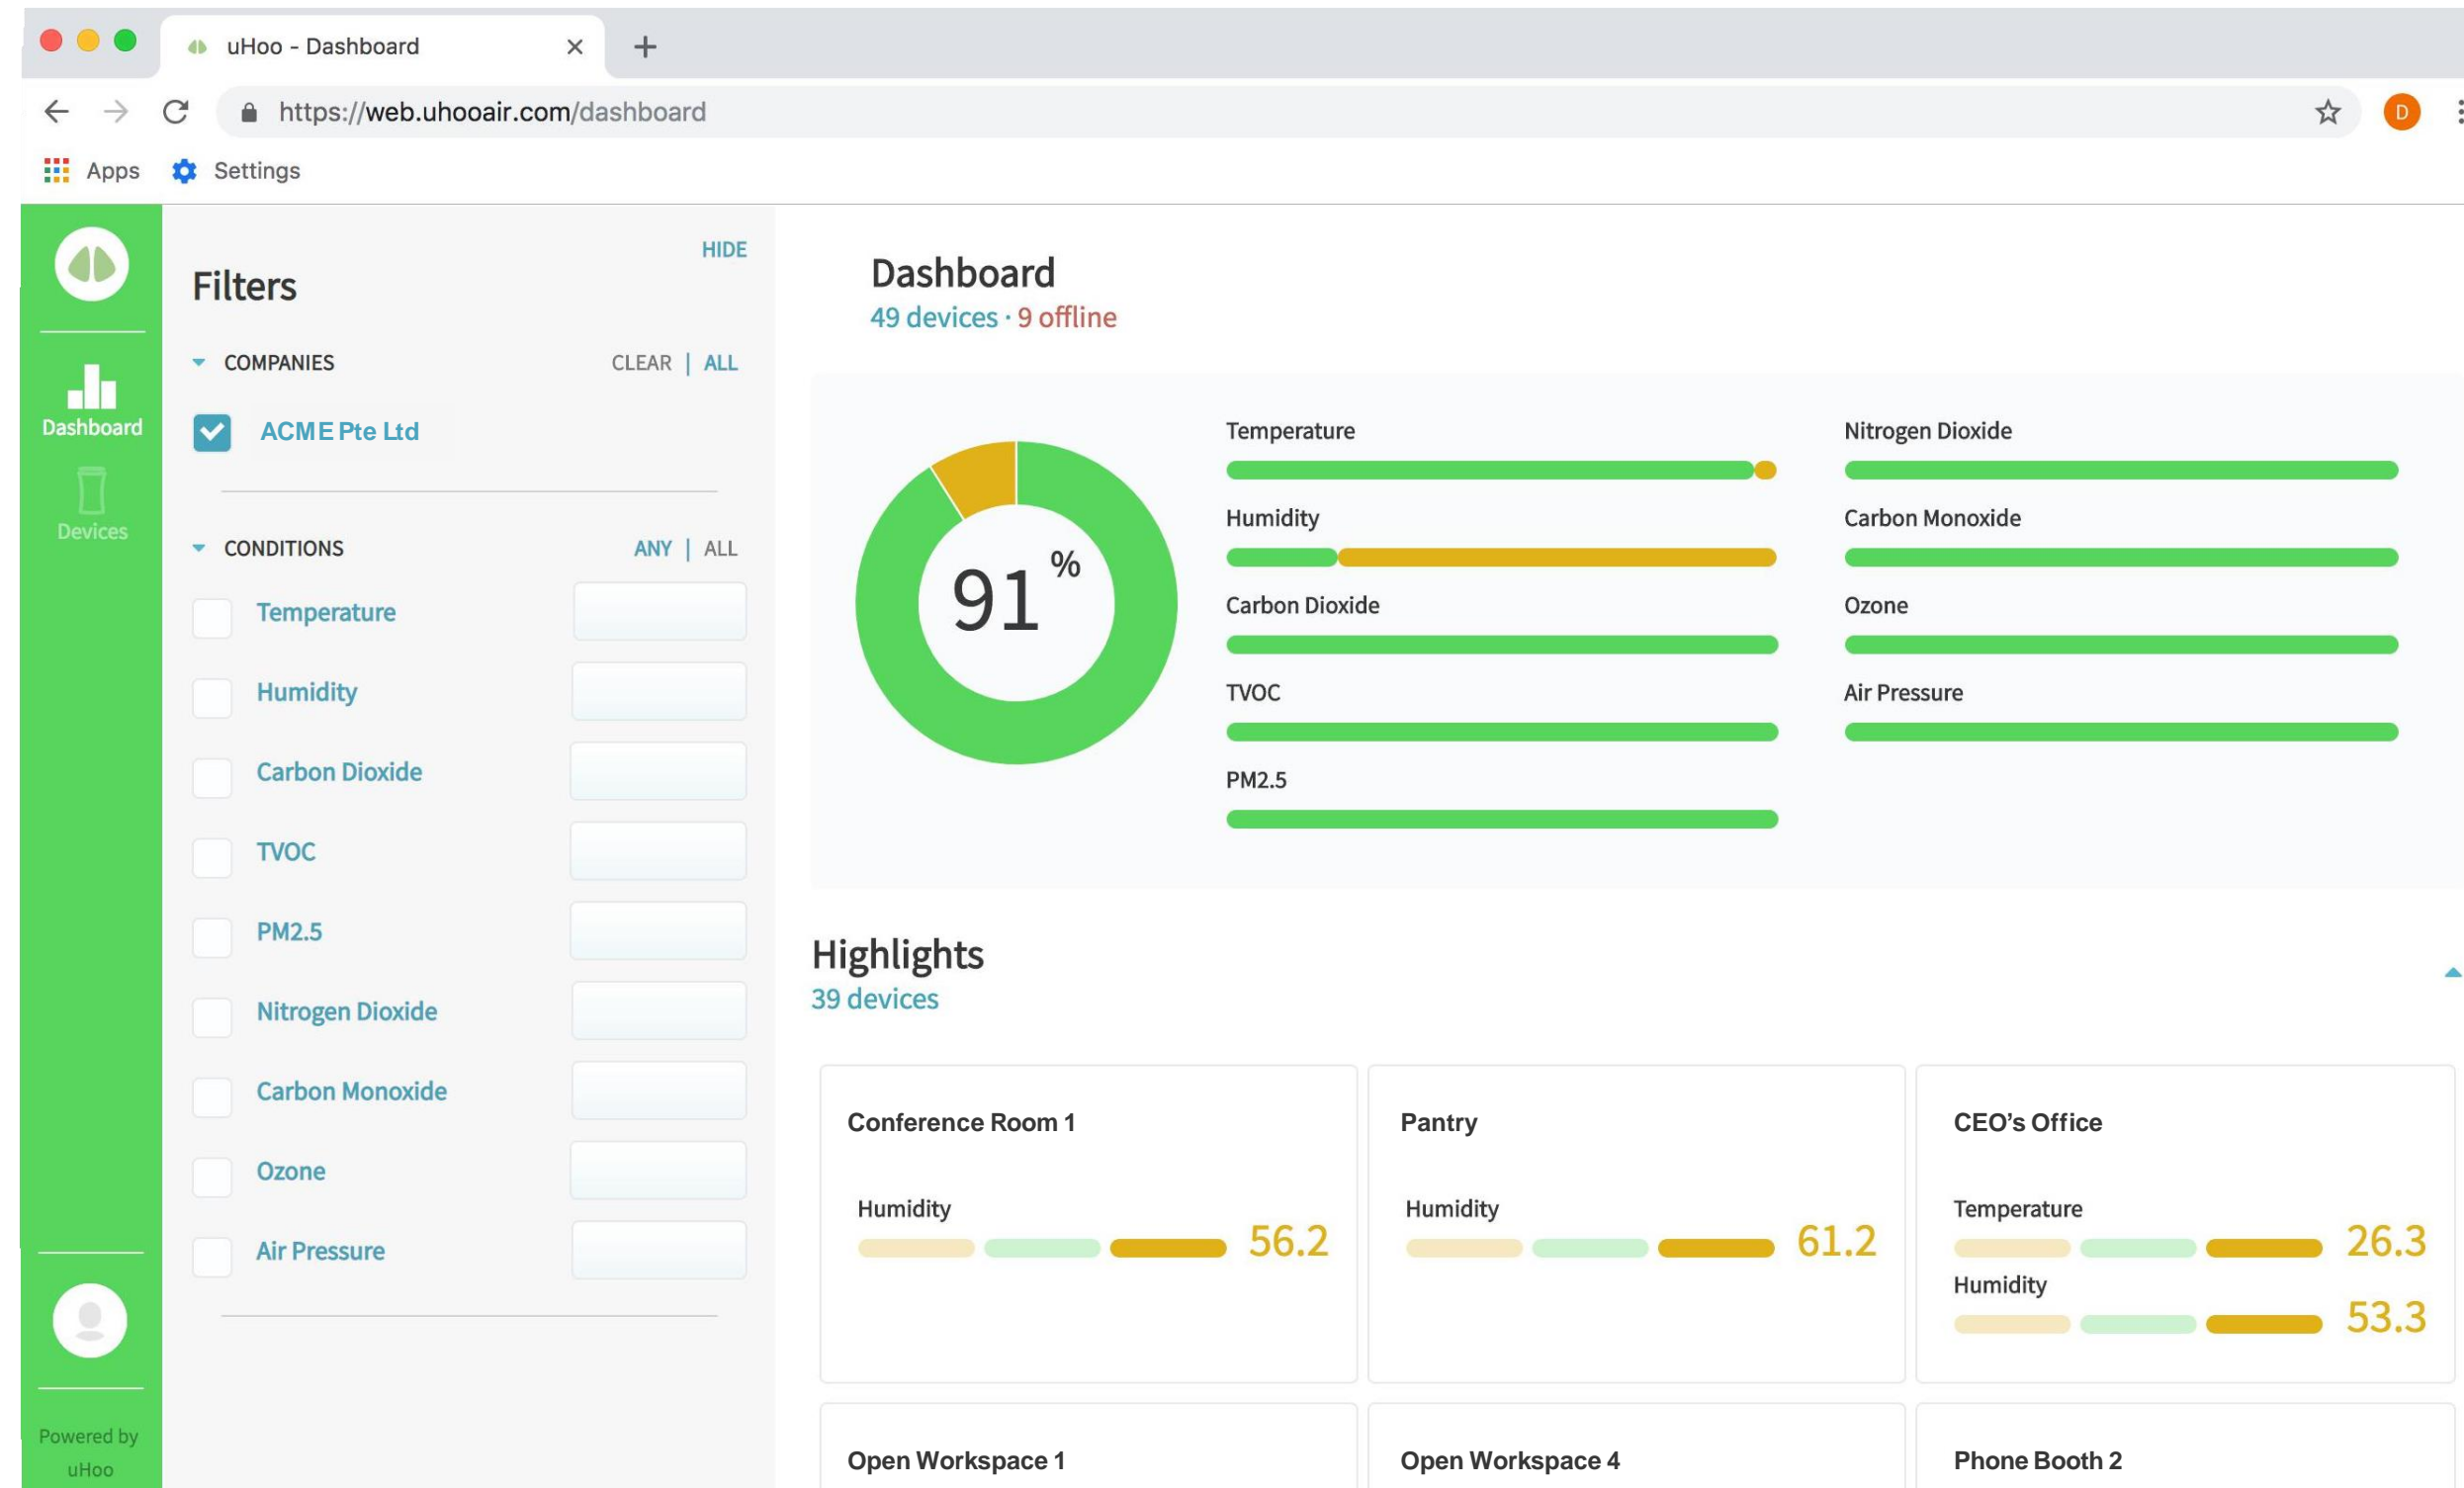 uHoo - Dashboard
https://web.uhooair.com/dashboard
D
Apps
Settings
Dashboard
Devices
Powered by
uHoo
HIDE
Filters
COMPANIES CLEAR | ALL
ACME Pte Ltd
CONDITIONS ANY | ALL
Temperature
Humidity
Carbon Dioxide
TVOC
PM2.5
Nitrogen Dioxide
Carbon Monoxide
Ozone
Air Pressure
Dashboard
49 devices · 9 offline
91%
Temperature
Humidity
Carbon Dioxide
TVOC
PM2.5
Nitrogen Dioxide
Carbon Monoxide
Ozone
Air Pressure
Highlights
39 devices
Conference Room 1
Humidity
56.2
Pantry
Humidity
61.2
CEO’s Office
Temperature
26.3
Humidity
53.3
Open Workspace 1
Open Workspace 4
Phone Booth 2